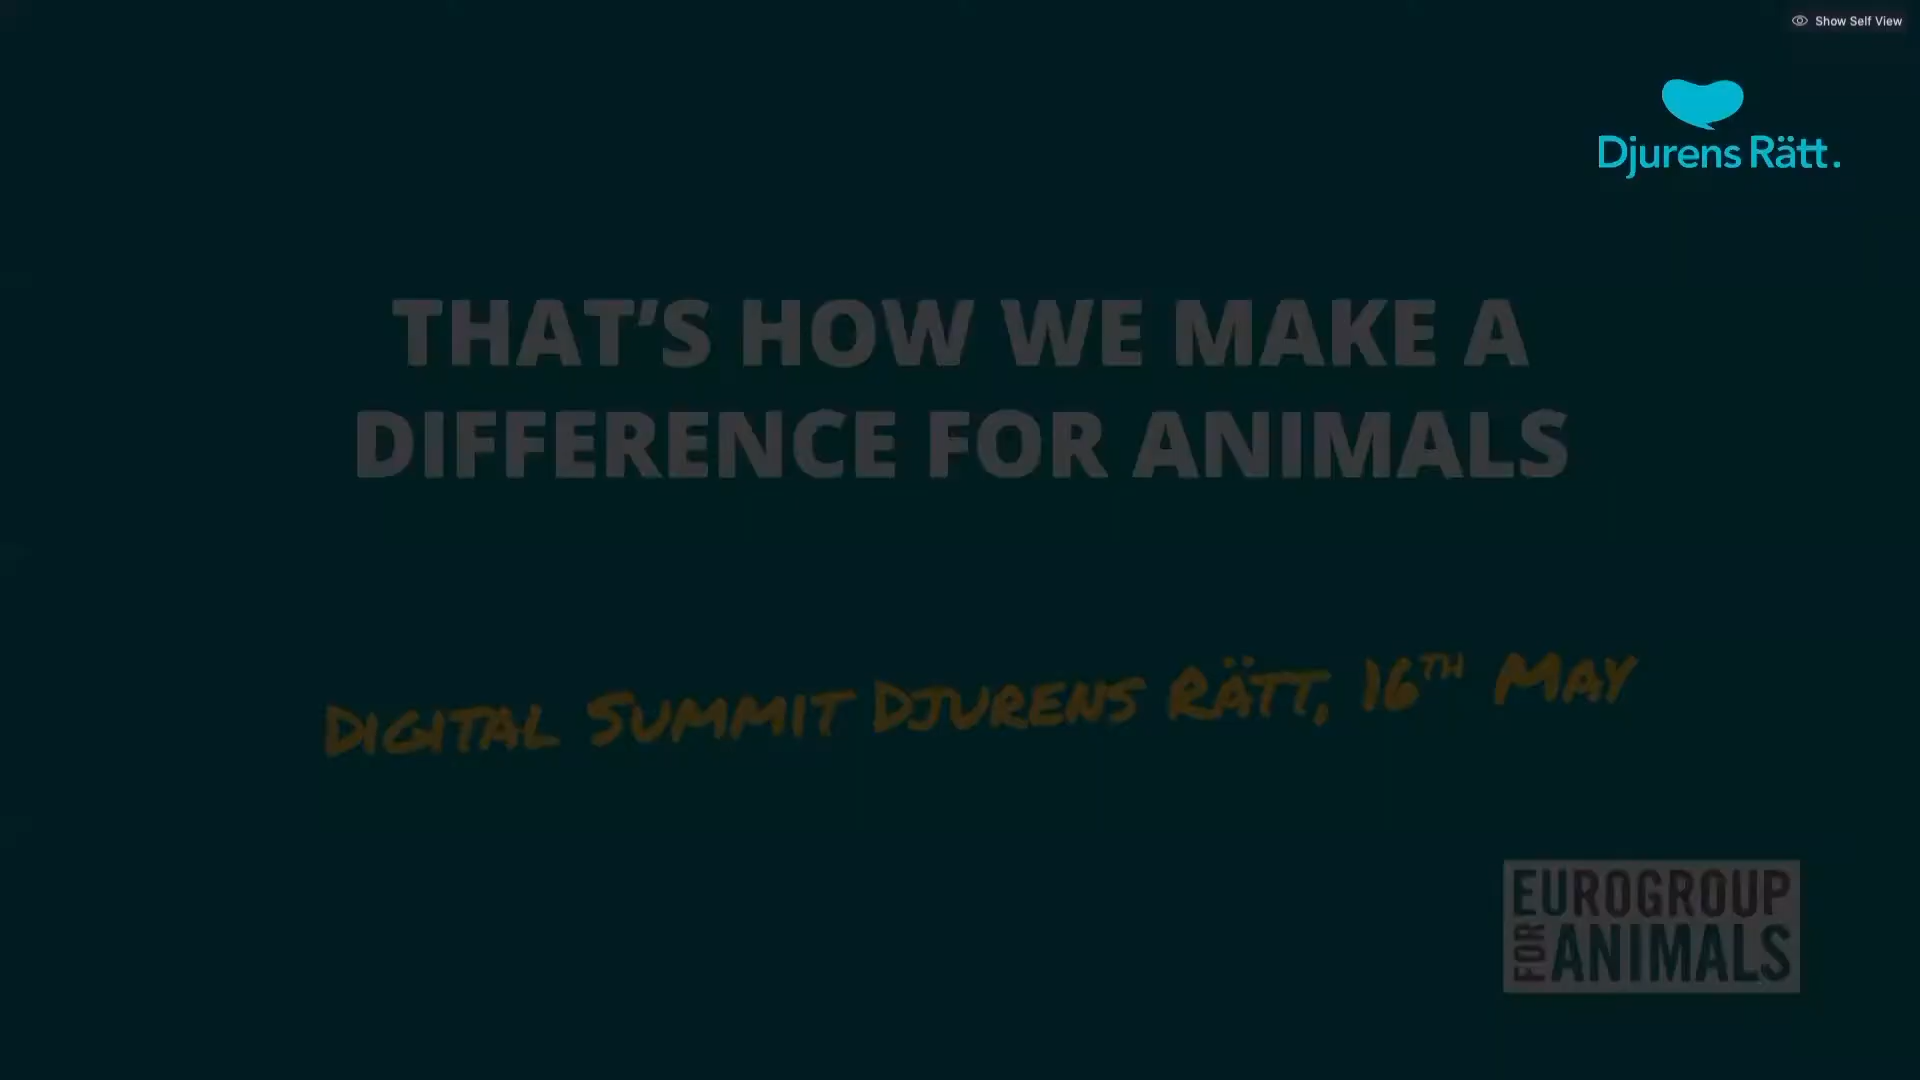 Show Self View
Djurens Rätt.
THAT’S HOW WE MAKE A
DIFFERENCE FOR ANIMALS
DIGITAL SUMMIT DJURENS RÄTT, 16TH MAY
EUROGROUP
FOR ANIMALS